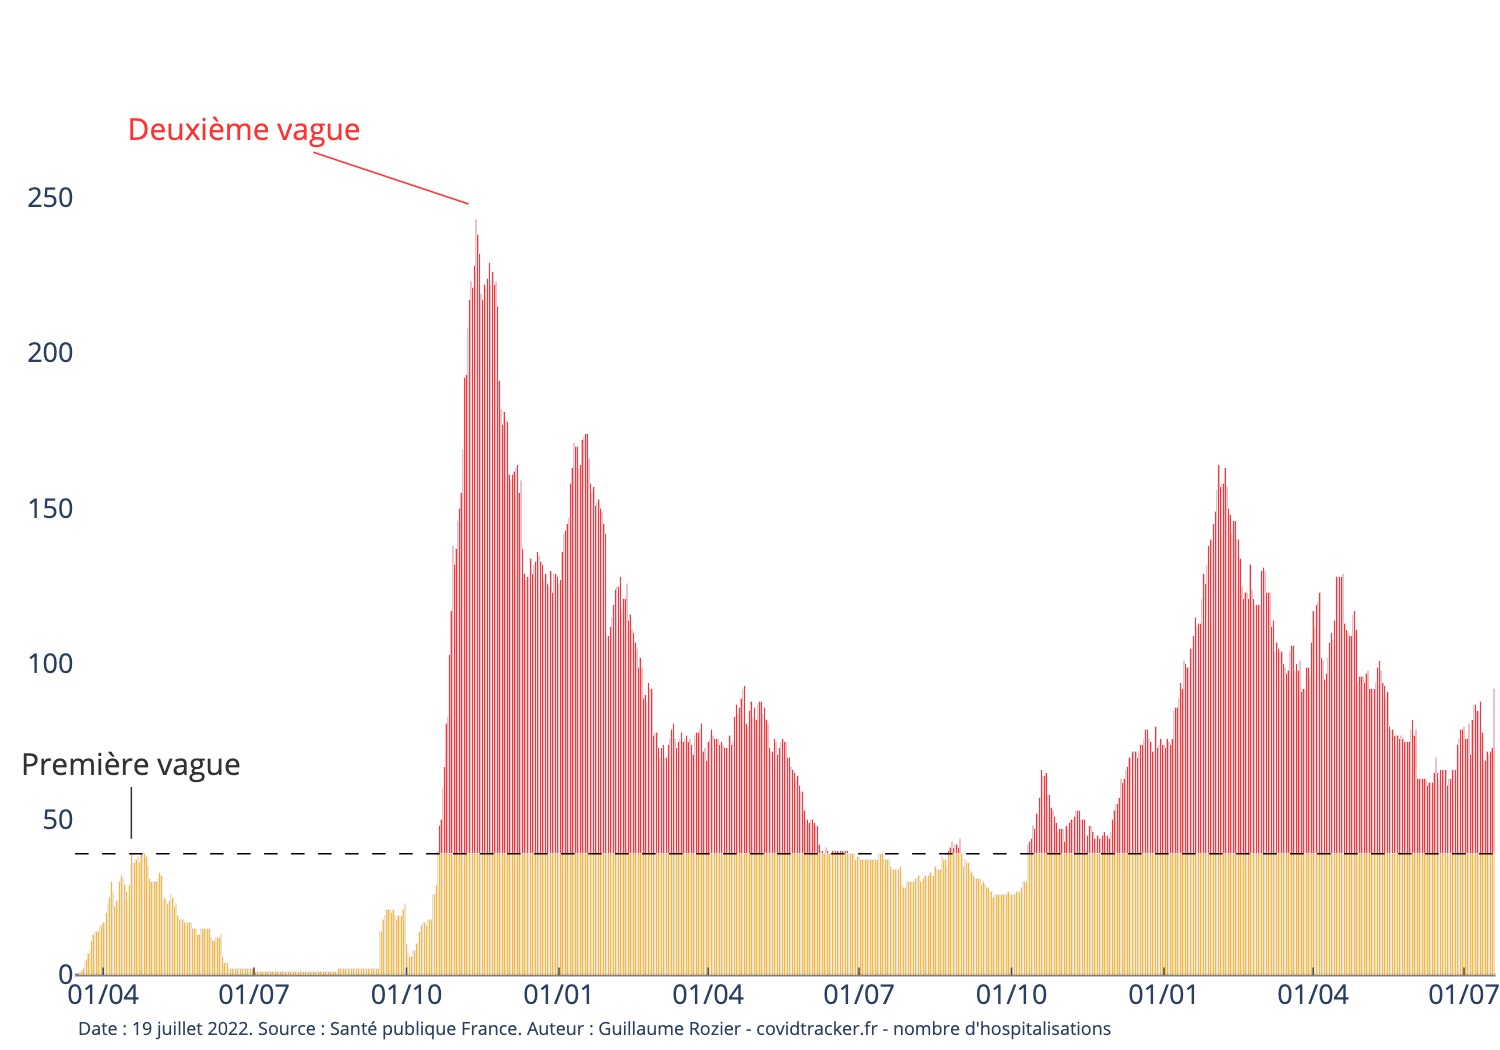 Deuxième vague
250
200
150
100
Première vague
50
0
01/04 01/07 01/10 01/01 01/04 01/07 01/10 01/01 01/04 01/07
Date : 19 juillet 2022. Source : Santé publique France. Auteur : Guillaume Rozier - covidtracker.fr - nombre d'hospitalisations